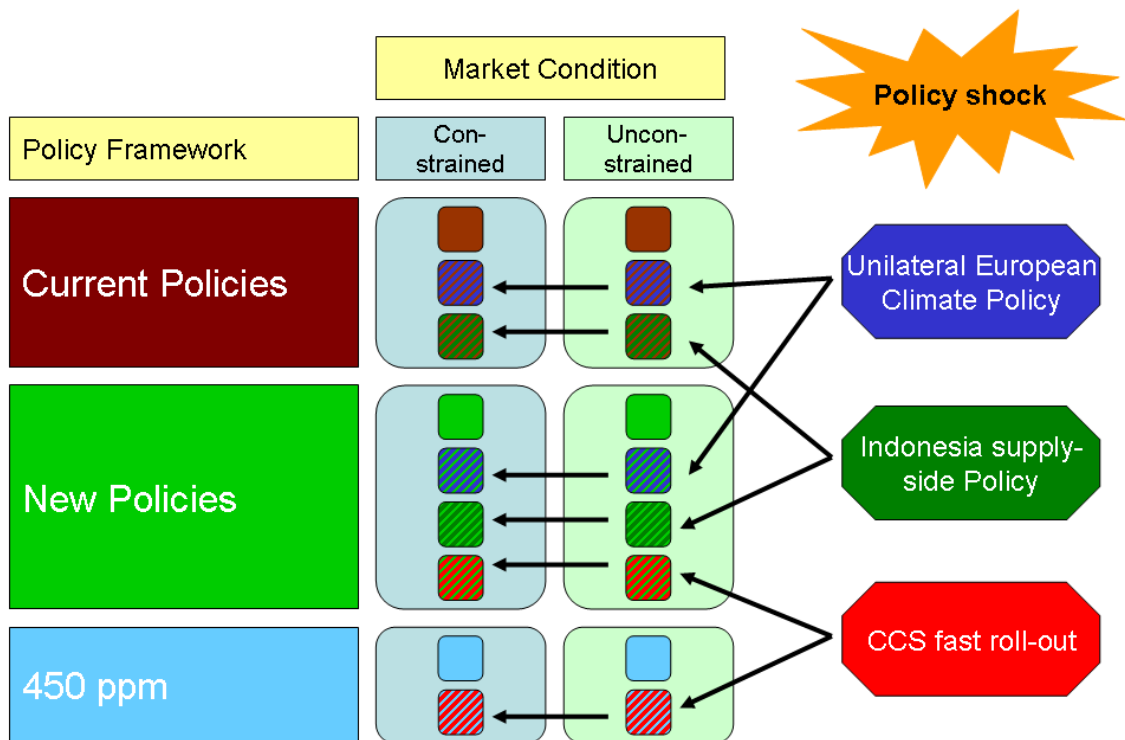 Market Condition
Policy shock
Policy Framework
Con-
strained
Uncon-
strained
Current Policies
Unilateral European
Climate Policy
New Policies
Indonesia supply-
side Policy
450 ppm
CCS fast roll-out